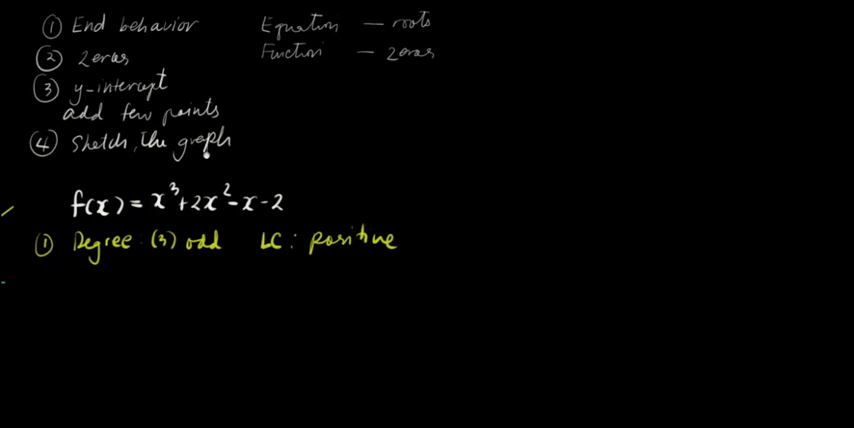 ① End behavior Equation — roots
② Zeros Function — Zeros
③ y-intercept
add few points
④ Sketch, the graph
f(x) = x³+2x²-x-2
① Degree (3) odd LC: positive